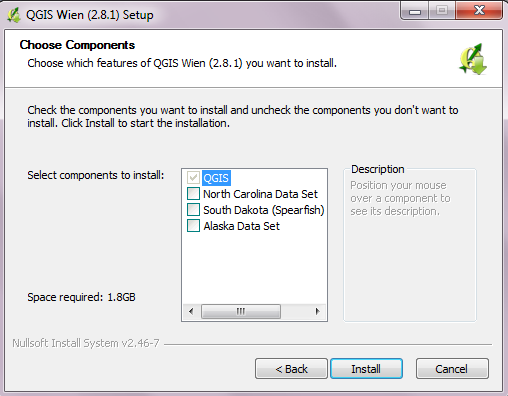 QGIS Wien (2.8.1) Setup
Choose Components
Choose which features of QGIS Wien (2.8.1) you want to install.
Check the components you want to install and uncheck the components you don't want to
install. Click Install to start the installation.
Select components to install:
QGIS
North Carolina Data Set
South Dakota (Spearfish)
Alaska Data Set
Description
Position your mouse
over a component to
see its description.
Space required: 1.8GB
Nullsoft Install System v2.46-7
< Back
Install
Cancel